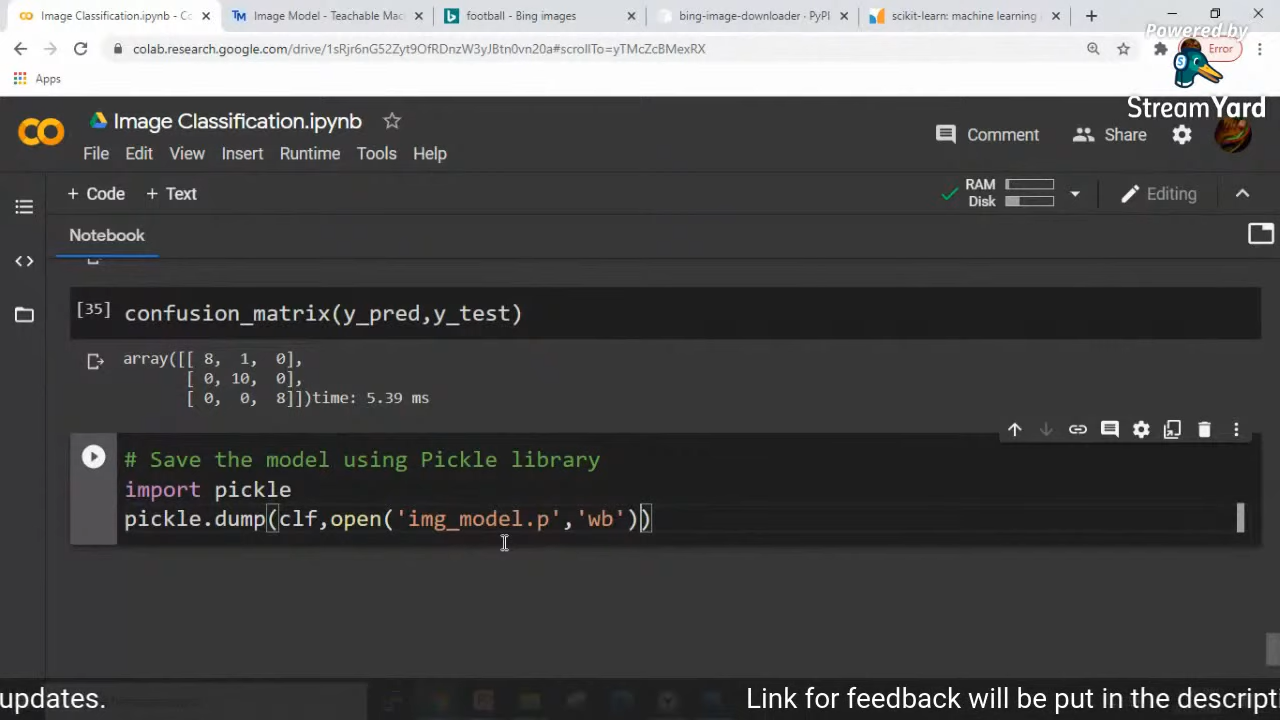 Image Classification.ipynb - Co
Image Model - Teachable Mac
football - Bing images
bing-image-downloader · PyPI
scikit-learn: machine learning
colab.research.google.com/drive/1sRjr6nG52Zyt9OfRDnzW3yJBtn0vn20a#scrollTo=yTMcZcBMexRX
Error
Powered by
StreamYard
Apps
Image Classification.ipynb
File Edit View Insert Runtime Tools Help
Comment Share
+ Code + Text
RAM
Disk
Editing
Notebook
[35] confusion_matrix(y_pred,y_test)
array([[ 8, 1, 0],
[ 0, 10, 0],
[ 0, 0, 8]])time: 5.39 ms
# Save the model using Pickle library
import pickle
pickle.dump(clf,open('img_model.p','wb'))
updates. Link for feedback will be put in the descript